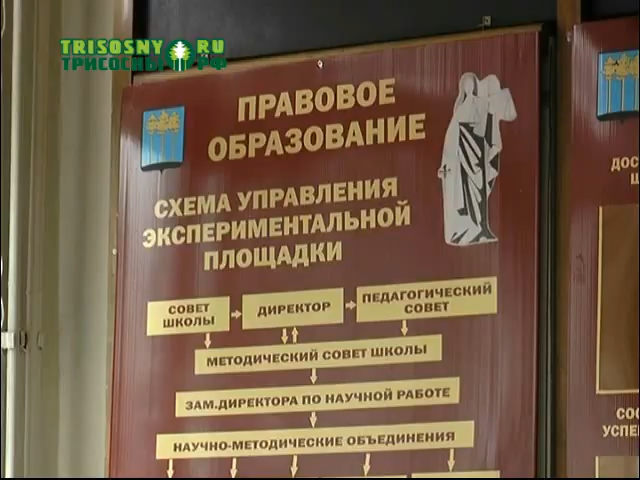 TRISOSNY.RU
ТРИСОСНЫ.РФ
ПРАВОВОЕ
ОБРАЗОВАНИЕ
СХЕМА УПРАВЛЕНИЯ
ЭКСПЕРИМЕНТАЛЬНОЙ
ПЛОЩАДКИ
СОВЕТ
ШКОЛЫ
ДИРЕКТОР
ПЕДАГОГИЧЕСКИЙ
СОВЕТ
МЕТОДИЧЕСКИЙ СОВЕТ ШКОЛЫ
ЗАМ.ДИРЕКТОРА ПО НАУЧНОЙ РАБОТЕ
НАУЧНО-МЕТОДИЧЕСКИЕ ОБЪЕДИНЕНИЯ